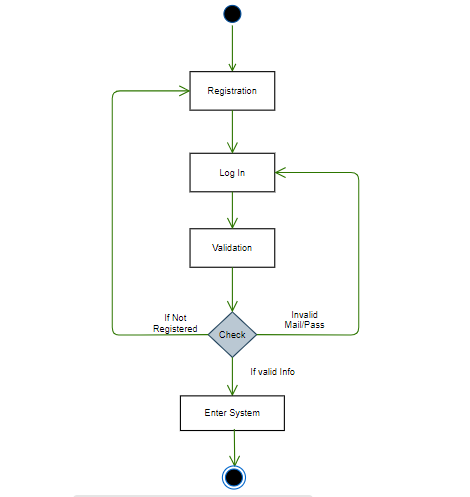 Registration
Log In
Validation
If Not
Registered
Check
Invalid
Mail/Pass
If valid Info
Enter System